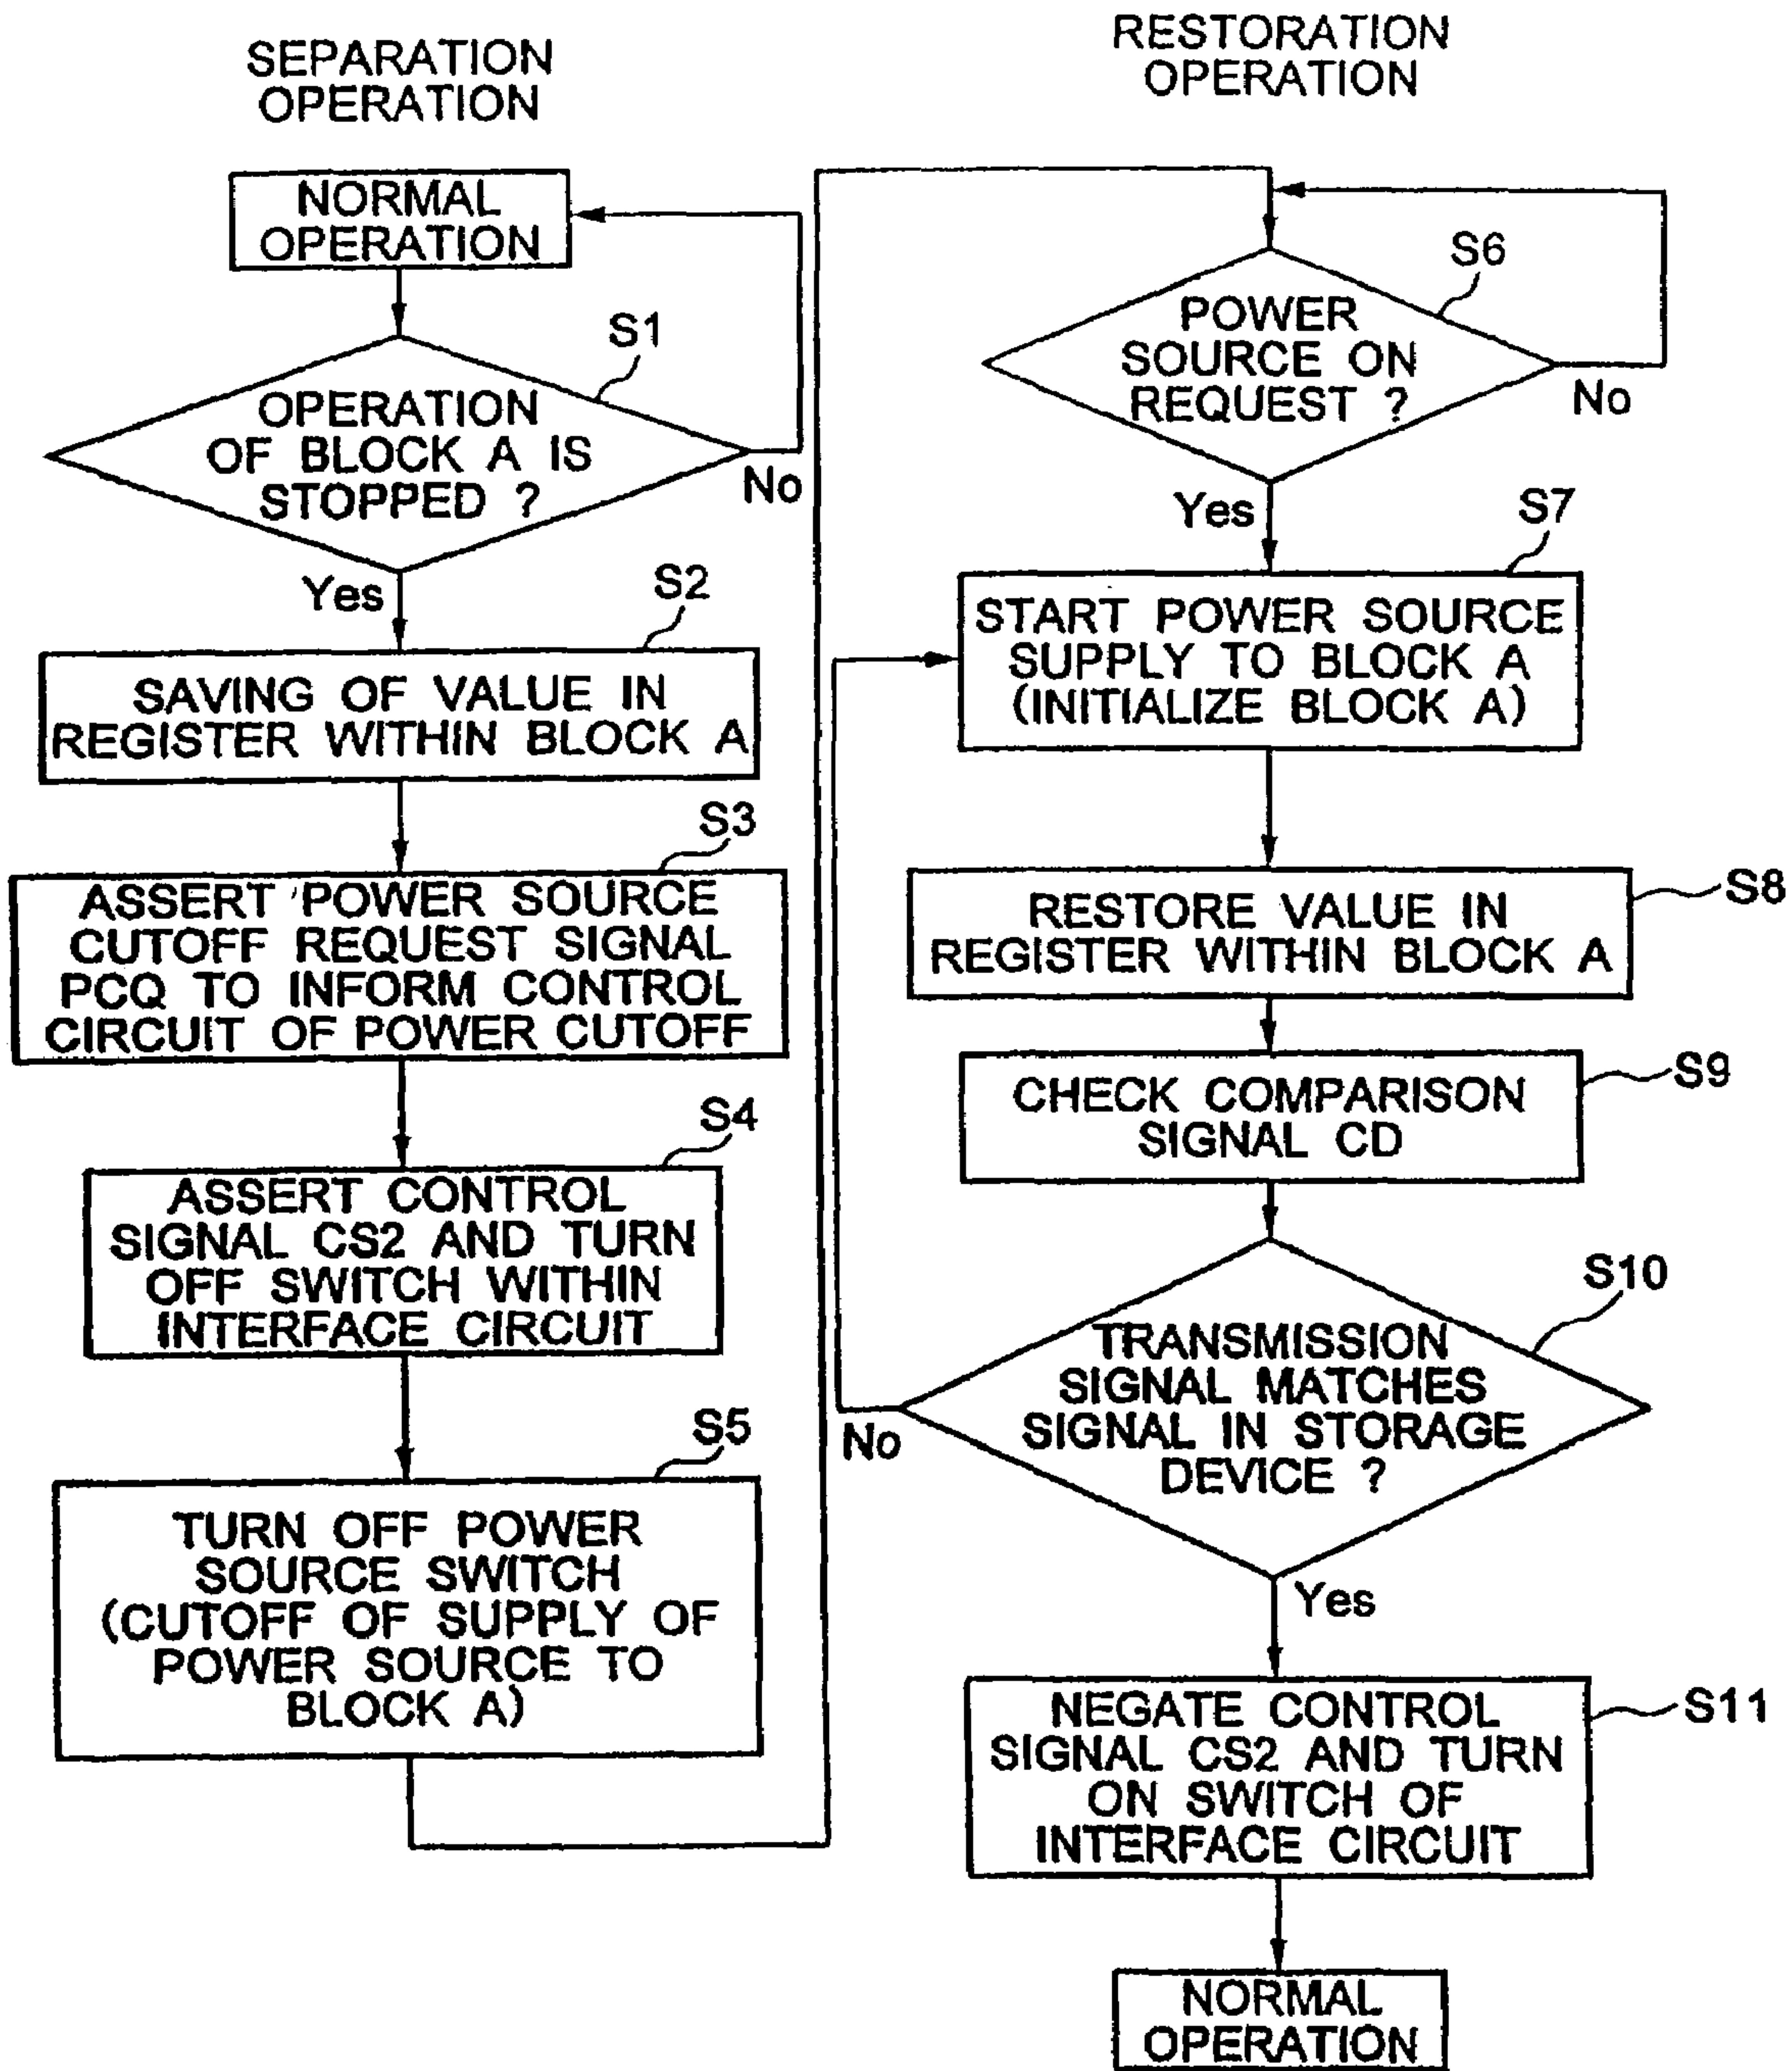 SEPARATION
OPERATION
NORMAL
OPERATION
S1
OPERATION
OF BLOCK A IS
STOPPED ?
No
Yes
S2
SAVING OF VALUE IN
REGISTER WITHIN BLOCK A
S3
ASSERT POWER SOURCE
CUTOFF REQUEST SIGNAL
PCQ TO INFORM CONTROL
CIRCUIT OF POWER CUTOFF
S4
ASSERT CONTROL
SIGNAL CS2 AND TURN
OFF SWITCH WITHIN
INTERFACE CIRCUIT
S5
TURN OFF POWER
SOURCE SWITCH
(CUTOFF OF SUPPLY OF
POWER SOURCE TO
BLOCK A)
RESTORATION
OPERATION
S6
POWER
SOURCE ON
REQUEST ?
No
Yes
S7
START POWER SOURCE
SUPPLY TO BLOCK A
(INITIALIZE BLOCK A)
S8
RESTORE VALUE IN
REGISTER WITHIN BLOCK A
S9
CHECK COMPARISON
SIGNAL CD
S10
TRANSMISSION
SIGNAL MATCHES
SIGNAL IN STORAGE
DEVICE ?
No
Yes
S11
NEGATE CONTROL
SIGNAL CS2 AND TURN
ON SWITCH OF
INTERFACE CIRCUIT
NORMAL
OPERATION